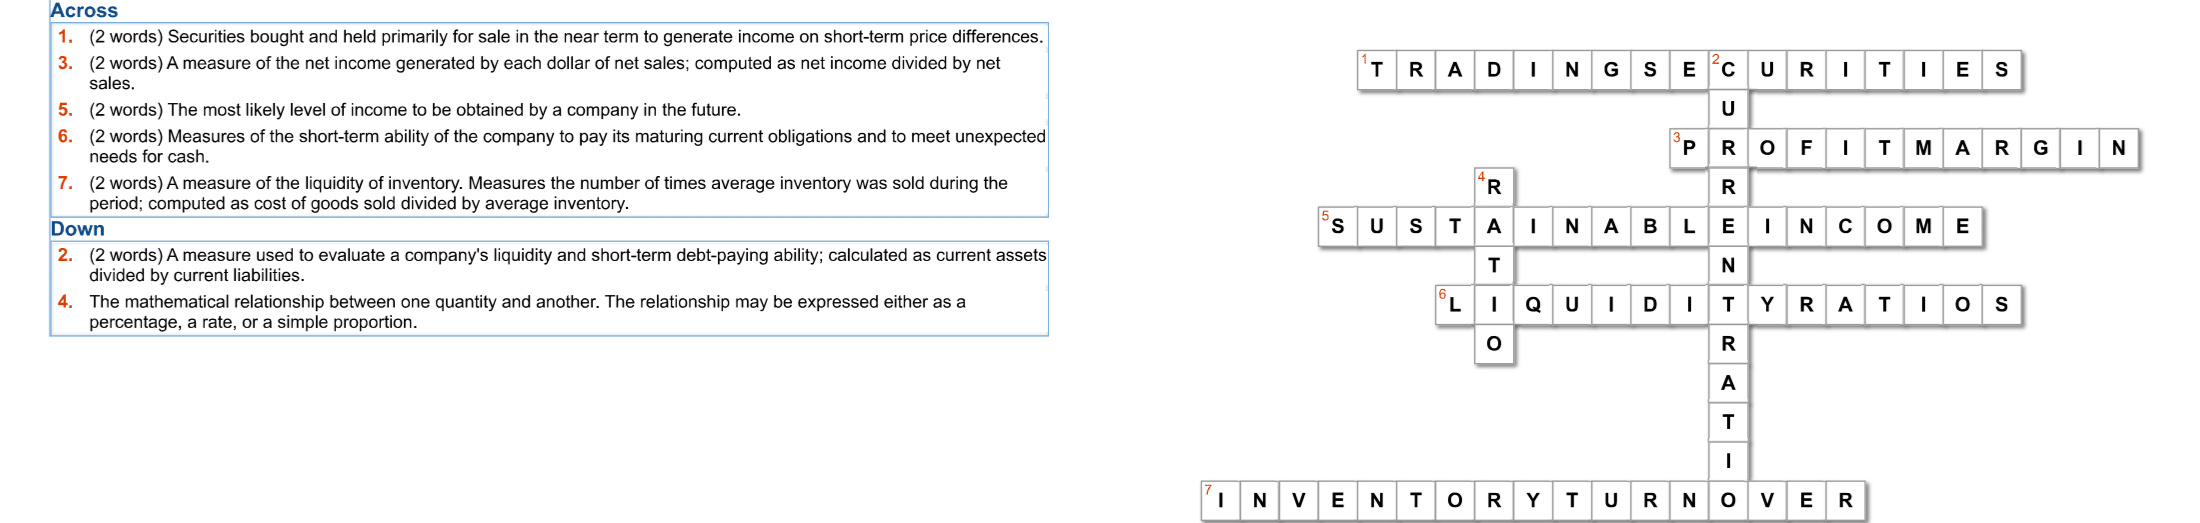 Across
1. (2 words) Securities bought and held primarily for sale in the near term to generate income on short-term price differences.
3. (2 words) A measure of the net income generated by each dollar of net sales; computed as net income divided by net
sales.
5. (2 words) The most likely level of income to be obtained by a company in the future.
6. (2 words) Measures of the short-term ability of the company to pay its maturing current obligations and to meet unexpected
needs for cash.
7. (2 words) A measure of the liquidity of inventory. Measures the number of times average inventory was sold during the
period; computed as cost of goods sold divided by average inventory.
Down
2. (2 words) A measure used to evaluate a company's liquidity and short-term debt-paying ability; calculated as current assets
divided by current liabilities.
4. The mathematical relationship between one quantity and another. The relationship may be expressed either as a
percentage, a rate, or a simple proportion.
1 T R A D I N G S E 2 C U R I T I E S
U
3 P R O F I T M A R G I N
4 R R
5 S U S T A I N A B L E I N C O M E
T N
6 L I Q U I D I T Y R A T I O S
O R
A
T
I
7 I N V E N T O R Y T U R N O V E R